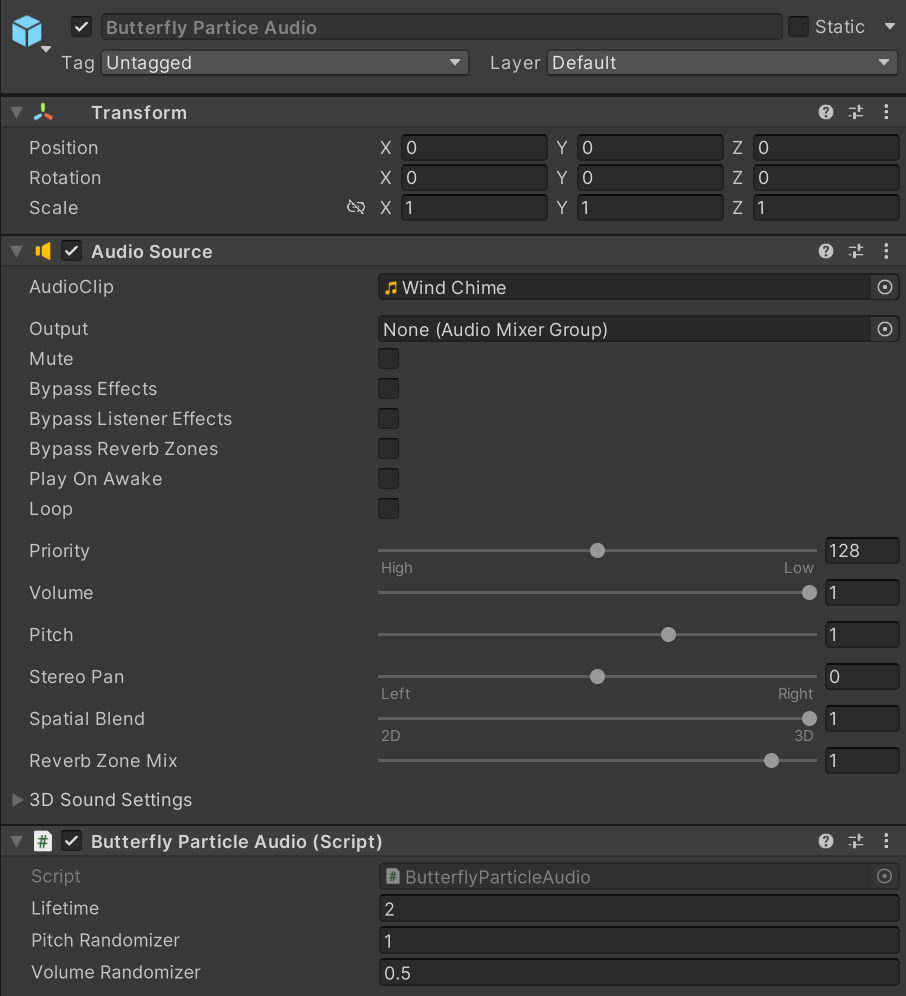 Butterfly Partice Audio Static
Tag Untagged Layer Default
Transform
Position X 0 Y 0 Z 0
Rotation X 0 Y 0 Z 0
Scale X 1 Y 1 Z 1
Audio Source
AudioClip Wind Chime
Output None (Audio Mixer Group)
Mute
Bypass Effects
Bypass Listener Effects
Bypass Reverb Zones
Play On Awake
Loop
Priority 128
High Low
Volume 1
Pitch 1
Stereo Pan 0
Left Right
Spatial Blend 1
2D 3D
Reverb Zone Mix 1
3D Sound Settings
# Butterfly Particle Audio (Script)
Script # ButterflyParticleAudio
Lifetime 2
Pitch Randomizer 1
Volume Randomizer 0.5